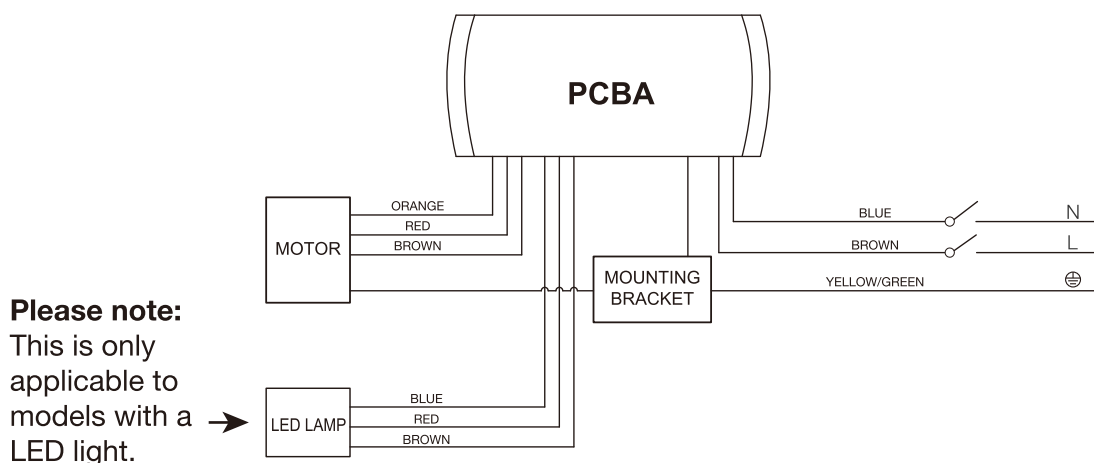 PCBA
ORANGE
RED
BROWN
MOTOR
BLUE
N
BROWN
L
MOUNTING
BRACKET
YELLOW/GREEN
Please note:
This is only
applicable to
models with a
LED light.
LED LAMP
BLUE
RED
BROWN